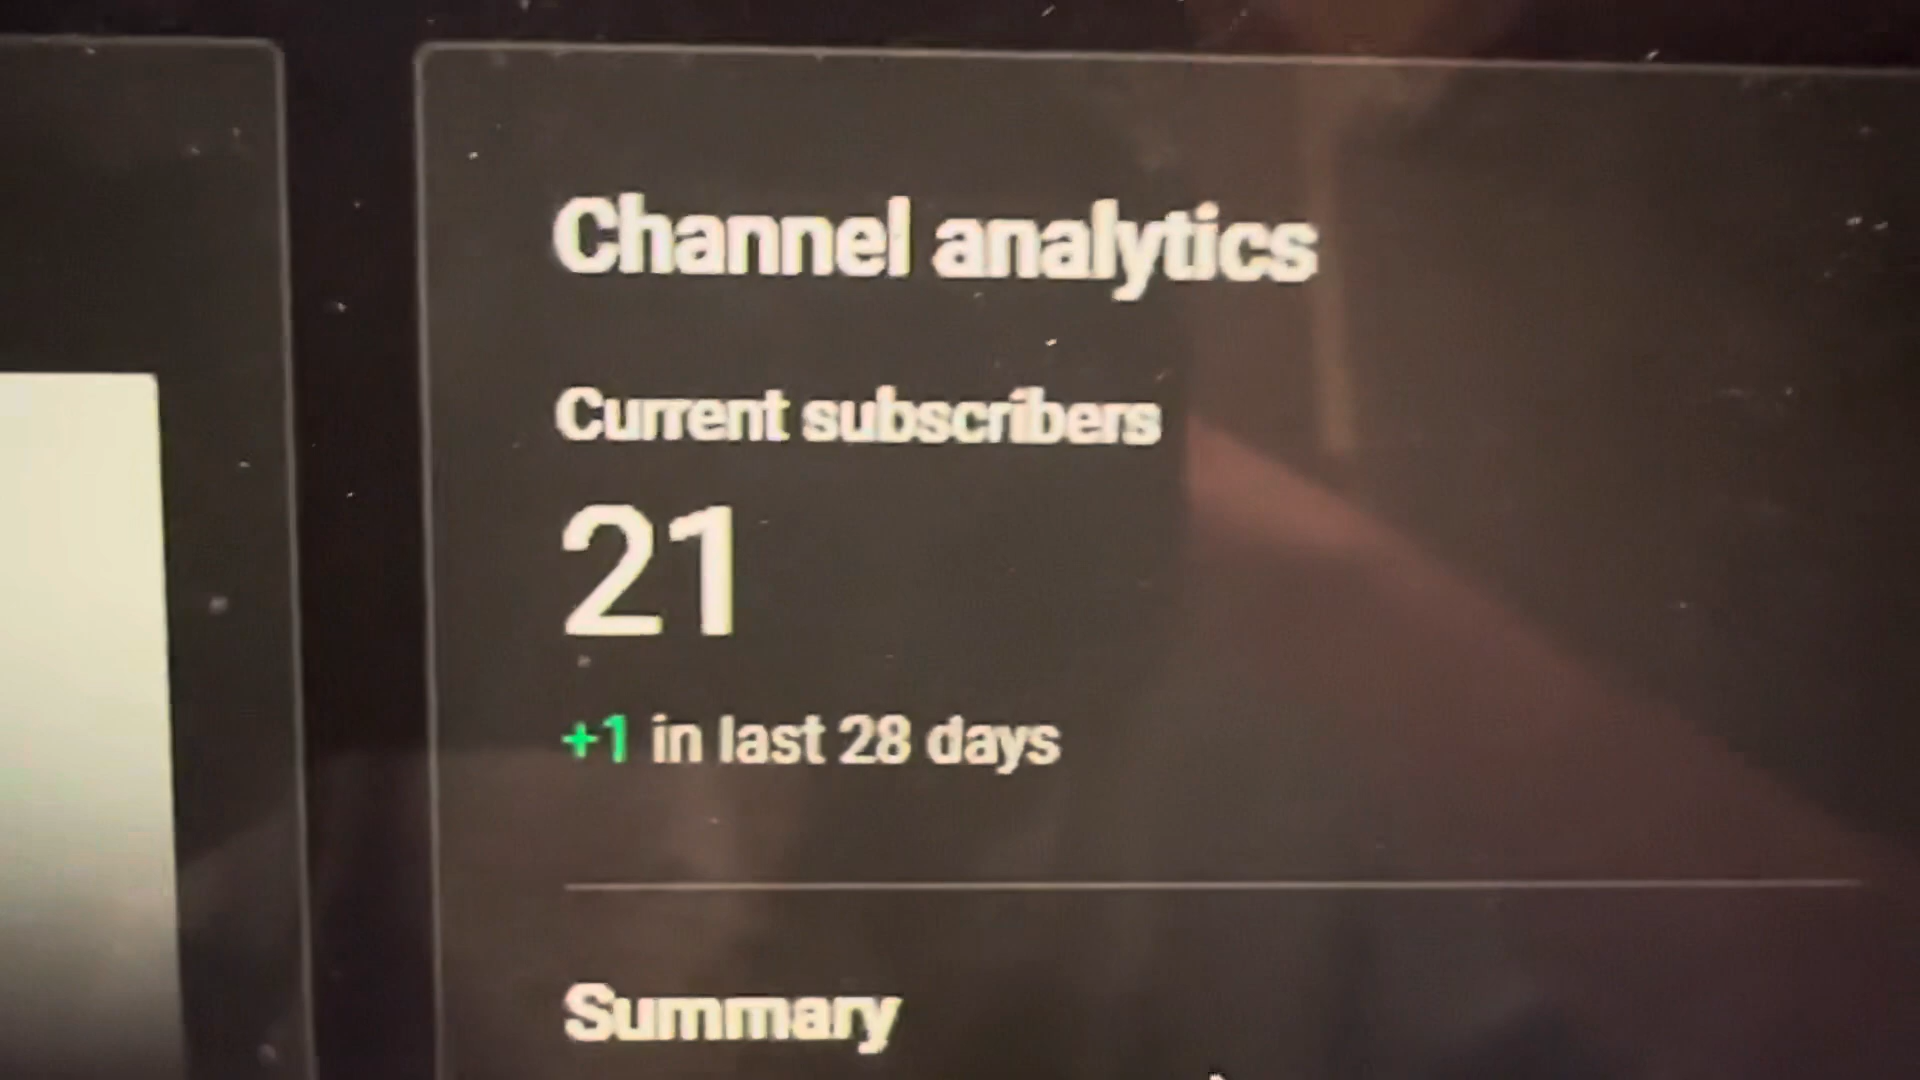 Channel analytics
Current subscribers
21
+1 in last 28 days
Summary